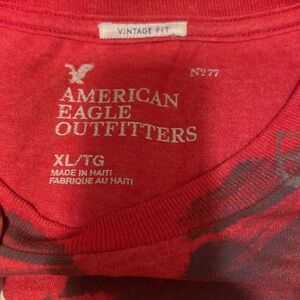 VINTAGE FIT
Nº77
AMERICAN
EAGLE
OUTFITTERS
XL/TG
MADE IN HAITI
FABRIQUE AU HAITI